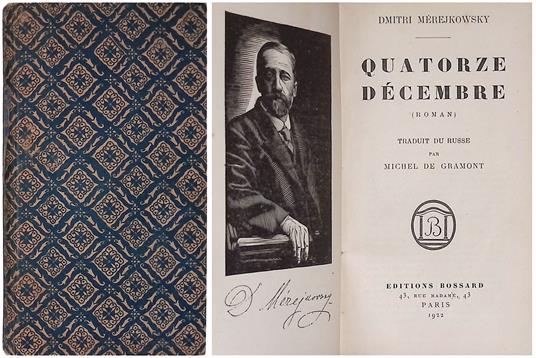 D Mérejkowsy
DMITRI MÉREJKOWSKY
QUATORZE
DÉCEMBRE
(ROMAN)
TRADUIT DU RUSSE
PAR
MICHEL DE GRAMONT
B
EDITIONS BOSSARD
43, RUE MADAME, 43
PARIS
1922